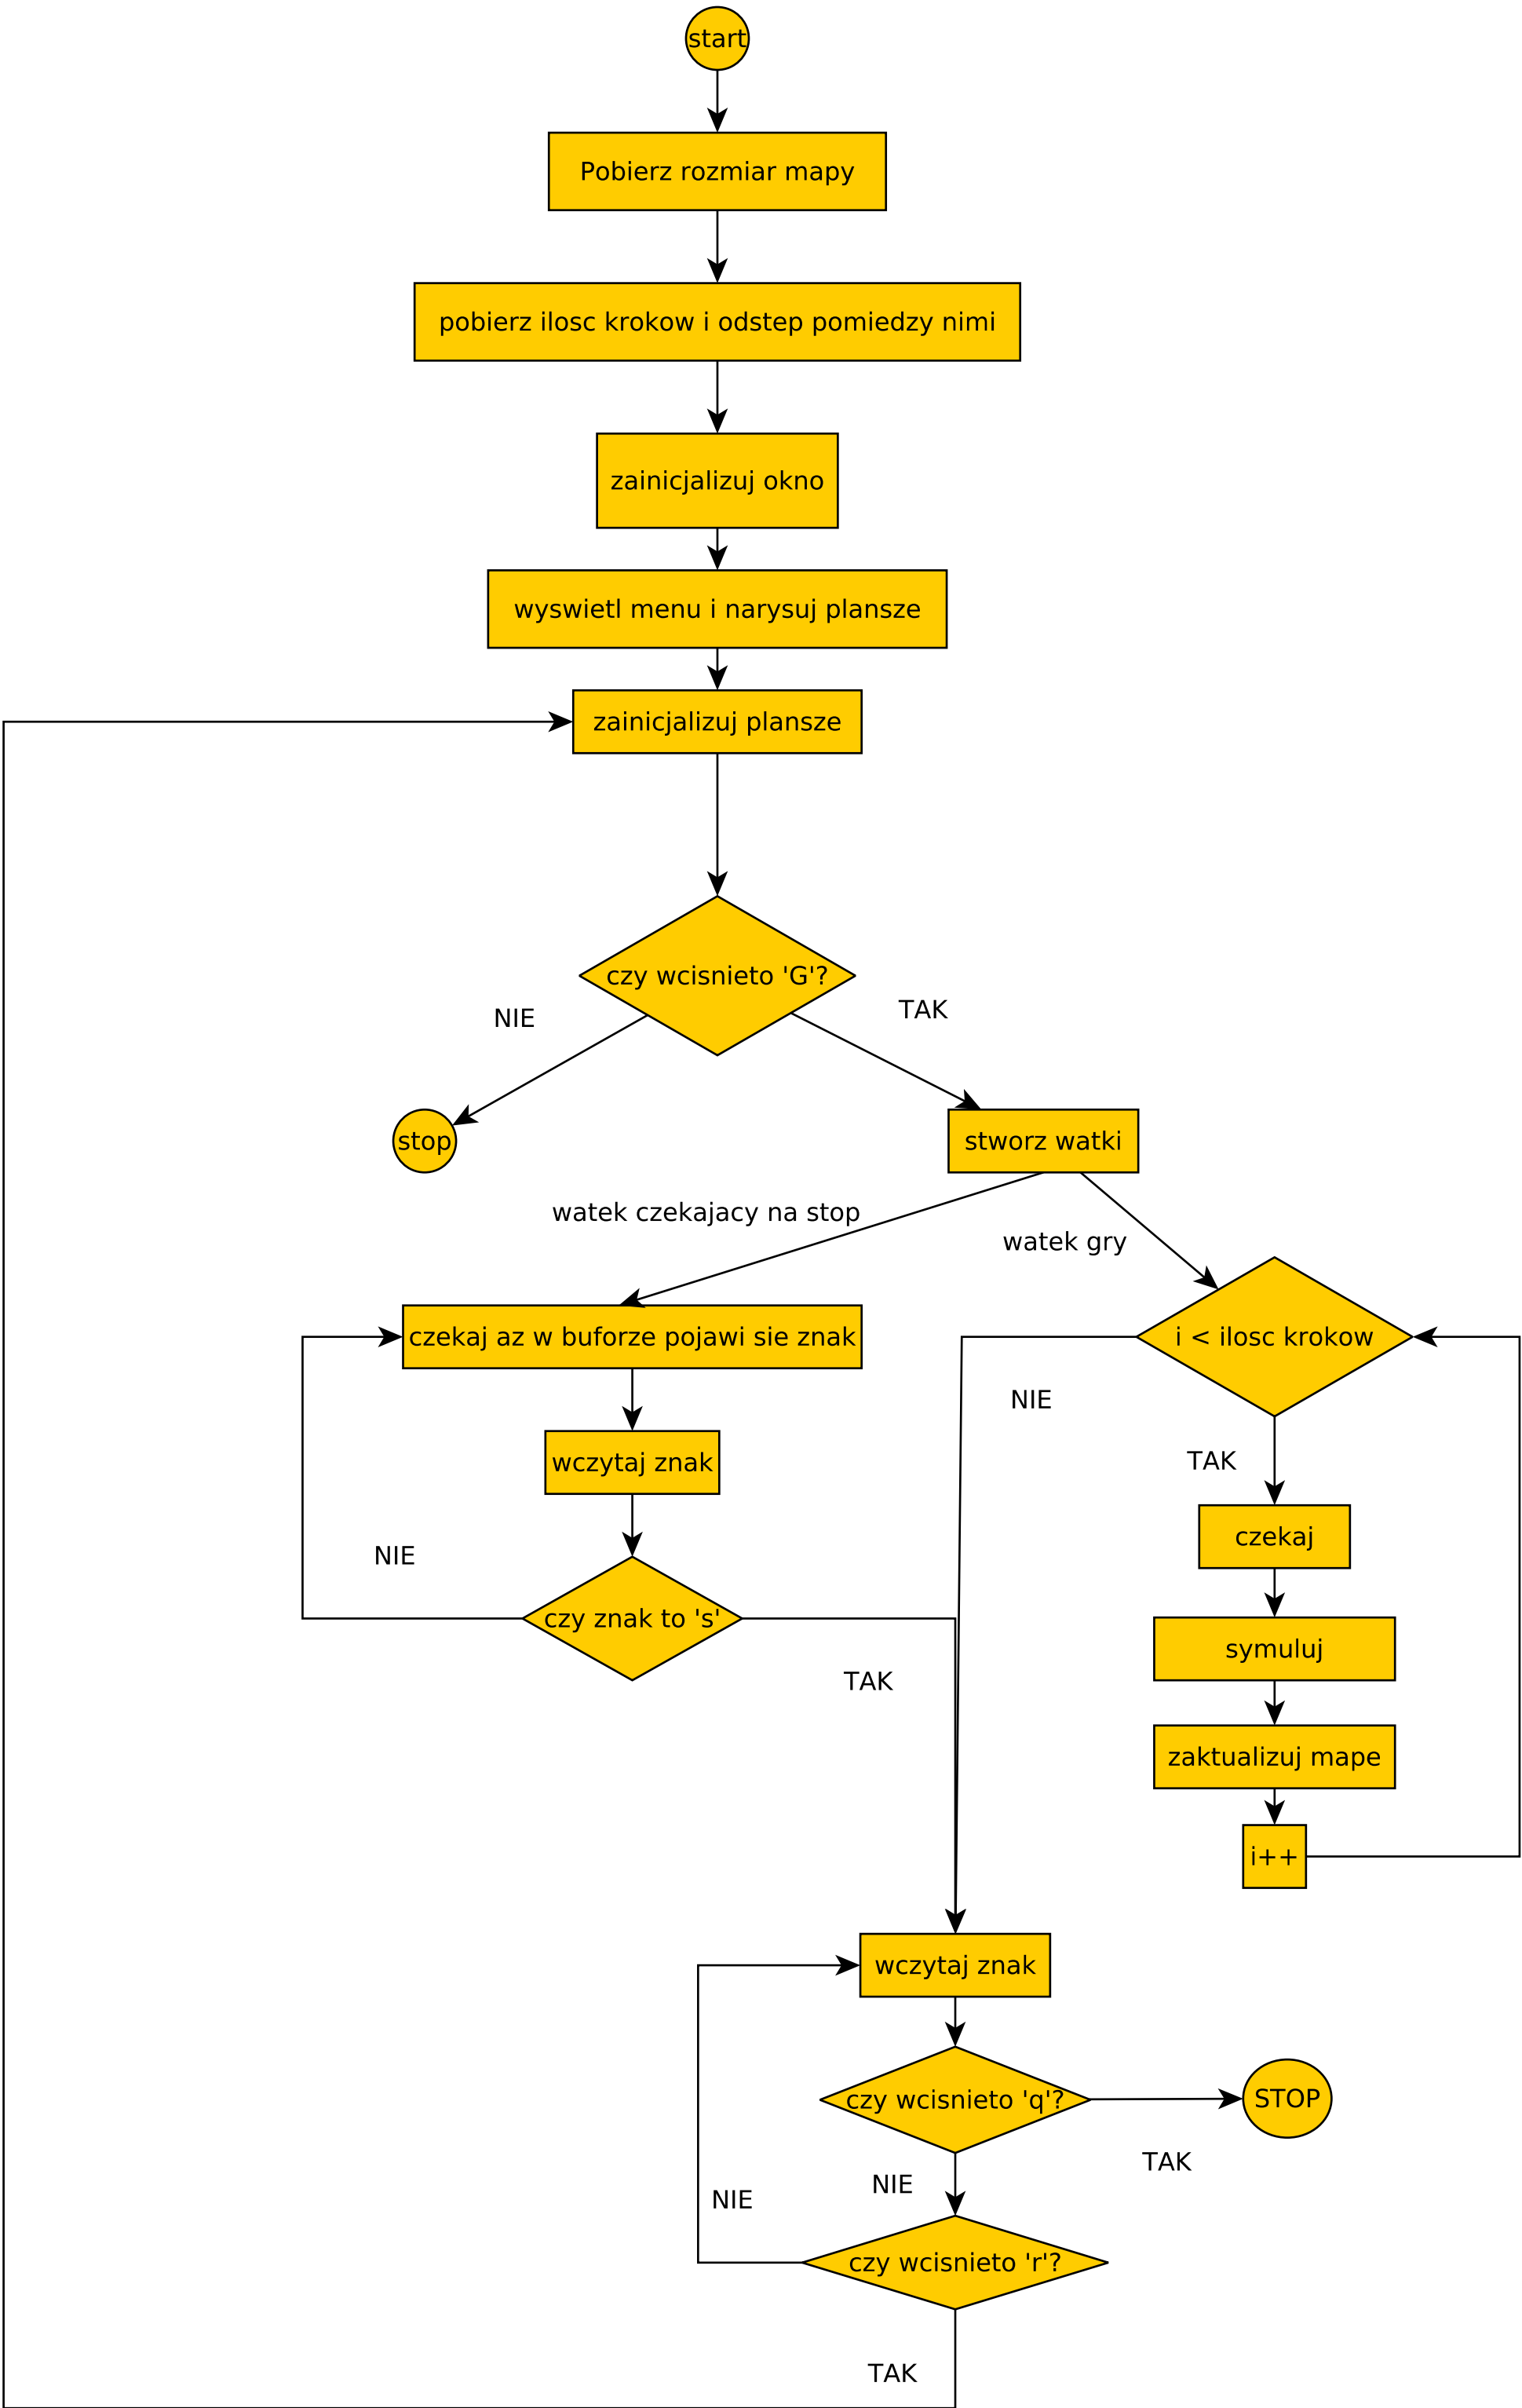 start
Pobierz rozmiar mapy
pobierz ilosc krokow i odstep pomiedzy nimi
zainicjalizuj okno
wyswietl menu i narysuj plansze
zainicjalizuj plansze
czy wcisnieto 'G'?
NIE
TAK
stop
stworz watki
watek czekajacy na stop
watek gry
czekaj az w buforze pojawi sie znak
i < ilosc krokow
NIE
TAK
wczytaj znak
czekaj
NIE
czy znak to 's'
TAK
symuluj
zaktualizuj mape
i++
wczytaj znak
czy wcisnieto 'q'?
STOP
TAK
NIE
NIE
czy wcisnieto 'r'?
TAK